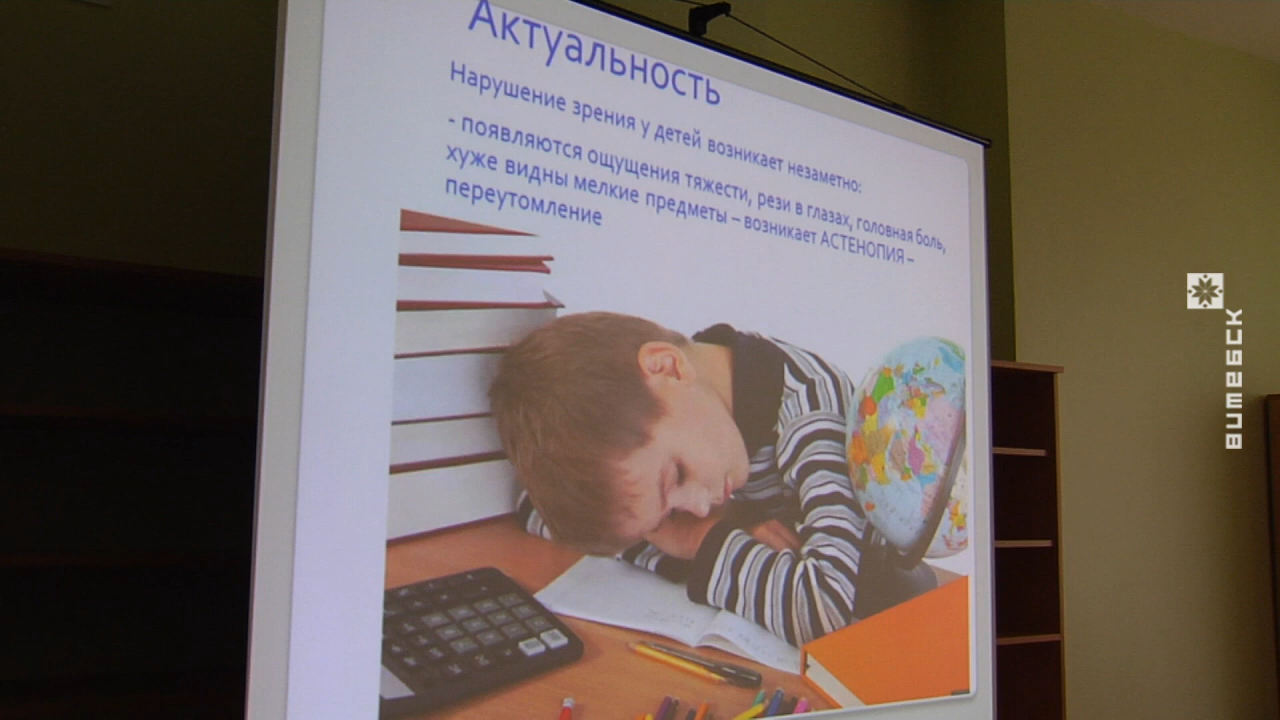 Актуальность
Нарушение зрения у детей возникает незаметно:
- появляются ощущения тяжести, рези в глазах, головная боль,
хуже видны мелкие предметы – возникает АСТЕНОПИЯ –
переутомление
Витебск